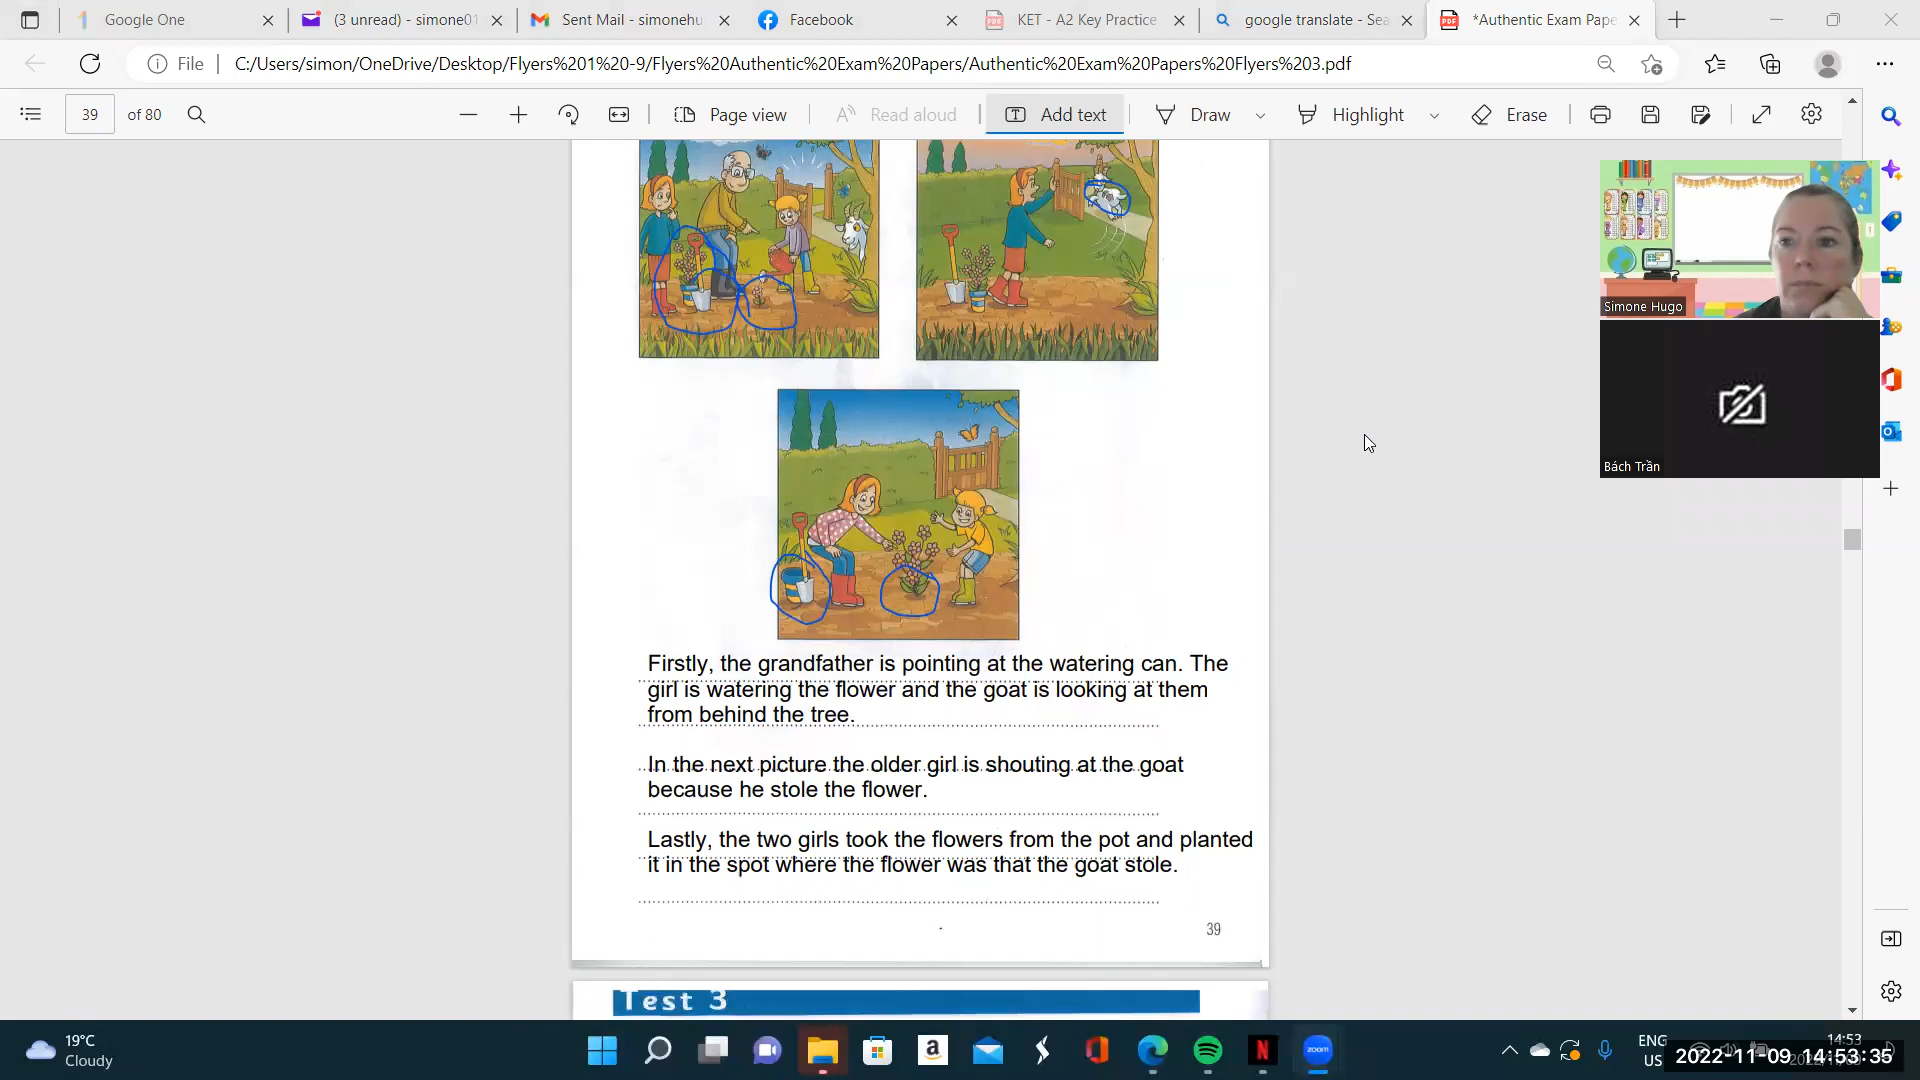 Google One
(3 unread) - simone01
Sent Mail - simonehu
Facebook
KET - A2 Key Practice
google translate - Sea
*Authentic Exam Pape
File
C:/Users/simon/OneDrive/Desktop/Flyers%201%20-9/Flyers%20Authentic%20Exam%20Papers/Authentic%20Exam%20Papers%20Flyers%203.pdf
39 of 80
Page view
Read aloud
Add text
Draw
Highlight
Erase
Simone Hugo
Bách Trần
Firstly, the grandfather is pointing at the watering can. The
girl is watering the flower and the goat is looking at them
from behind the tree.
In the next picture the older girl is shouting at the goat
because he stole the flower.
Lastly, the two girls took the flowers from the pot and planted
it in the spot where the flower was that the goat stole.
39
Test 3
19°C
Cloudy
zoom
ENG
US
14:53
2022-11-09 14:53:35